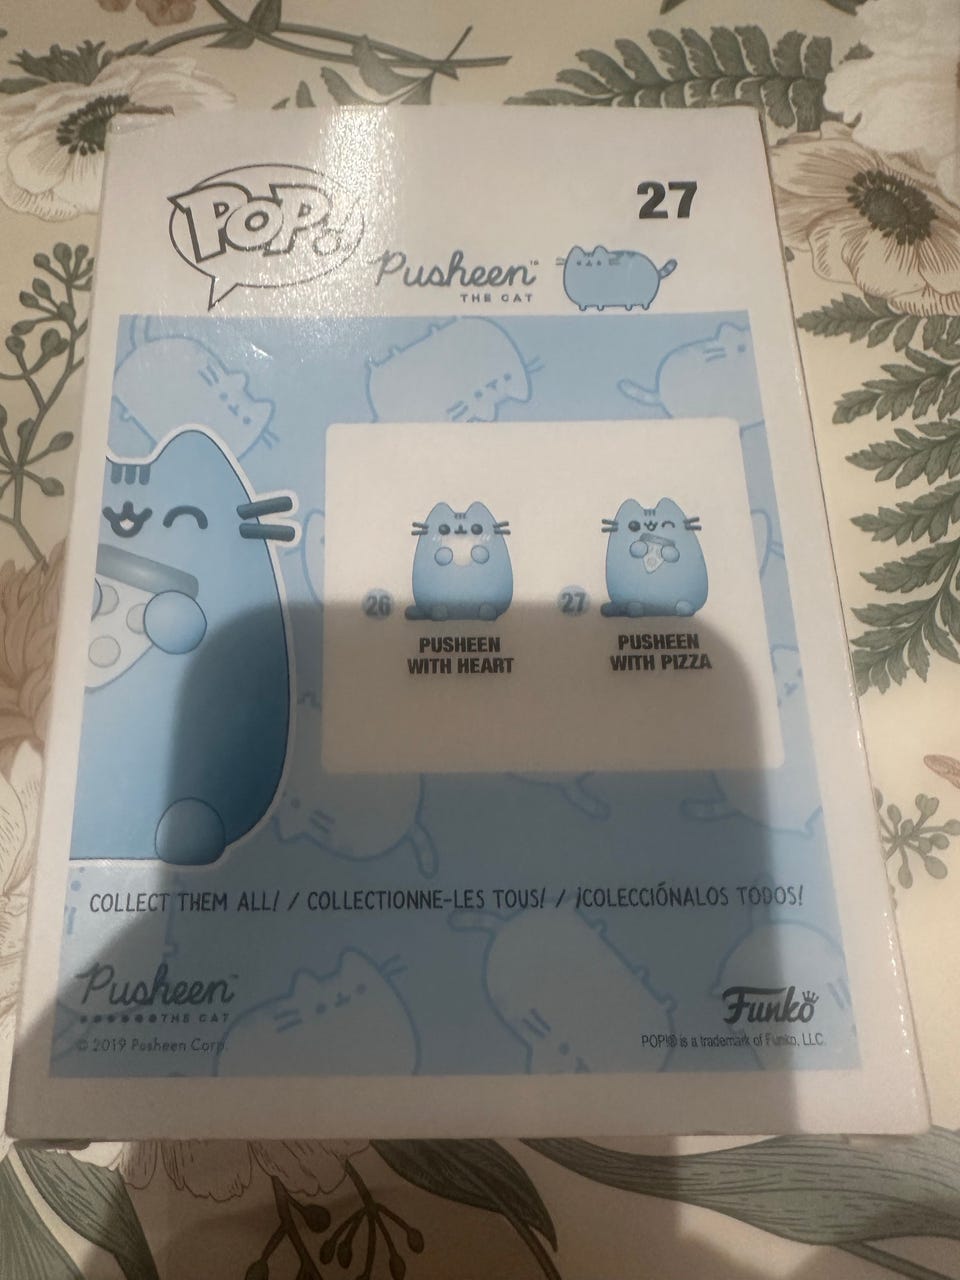 POP!
27
Pusheen™
THE CAT
26
PUSHEEN
WITH HEART
27
PUSHEEN
WITH PIZZA
COLLECT THEM ALL! / COLLECTIONNE-LES TOUS! / ¡COLECCIÓNALOS TODOS!
Pusheen™
THE CAT
© 2019 Pusheen Corp.
Funko
POP!® is a trademark of Funko, LLC.